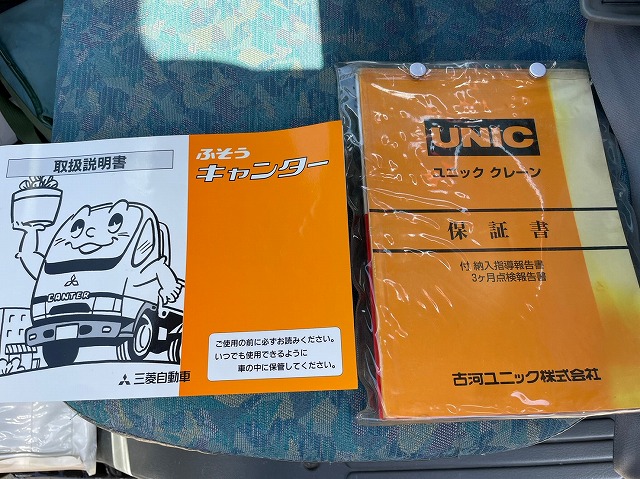 取扱説明書
ふそう
キャンター
CANTER
ご使用の前に必ずお読みください。
いつでも使用できるように
車の中に保管してください。
三菱自動車
UNIC
ユニック クレーン
保証書
付 納入指導報告書
3ヶ月点検報告書
古河ユニック株式会社